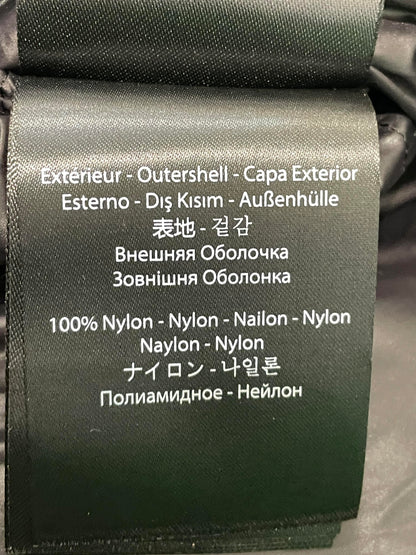 Extérieur - Outershell - Capa Exterior
Esterno - Dış Kısım - Außenhülle
表地 - 겉감
Внешняя Оболочка
Зовнішня Оболонка
100% Nylon - Nylon - Nailon - Nylon
Naylon - Nylon
ナイロン - 나일론
Полиамидное - Нейлон